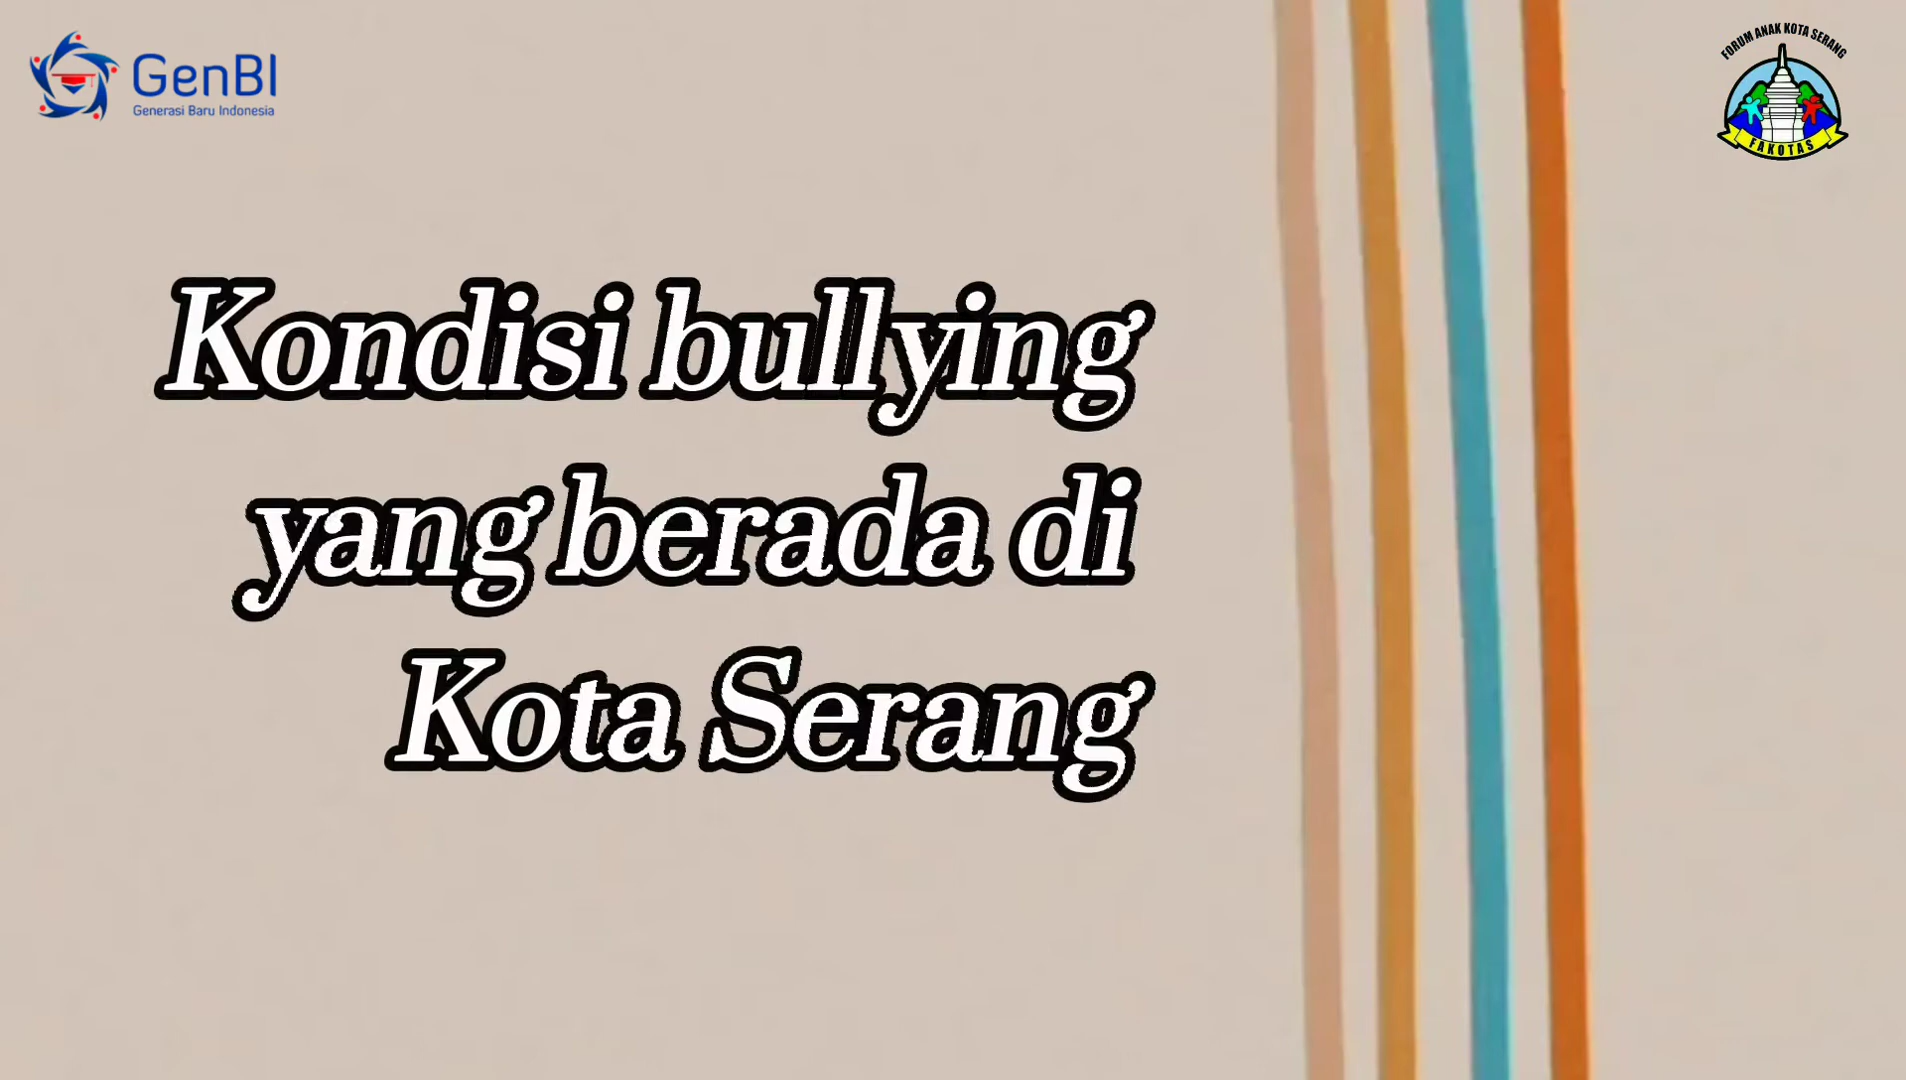 GenBI
Generasi Baru Indonesia
FORUM ANAK KOTA SERANG
FAKOTAS
Kondisi bullying
yang berada di
Kota Serang